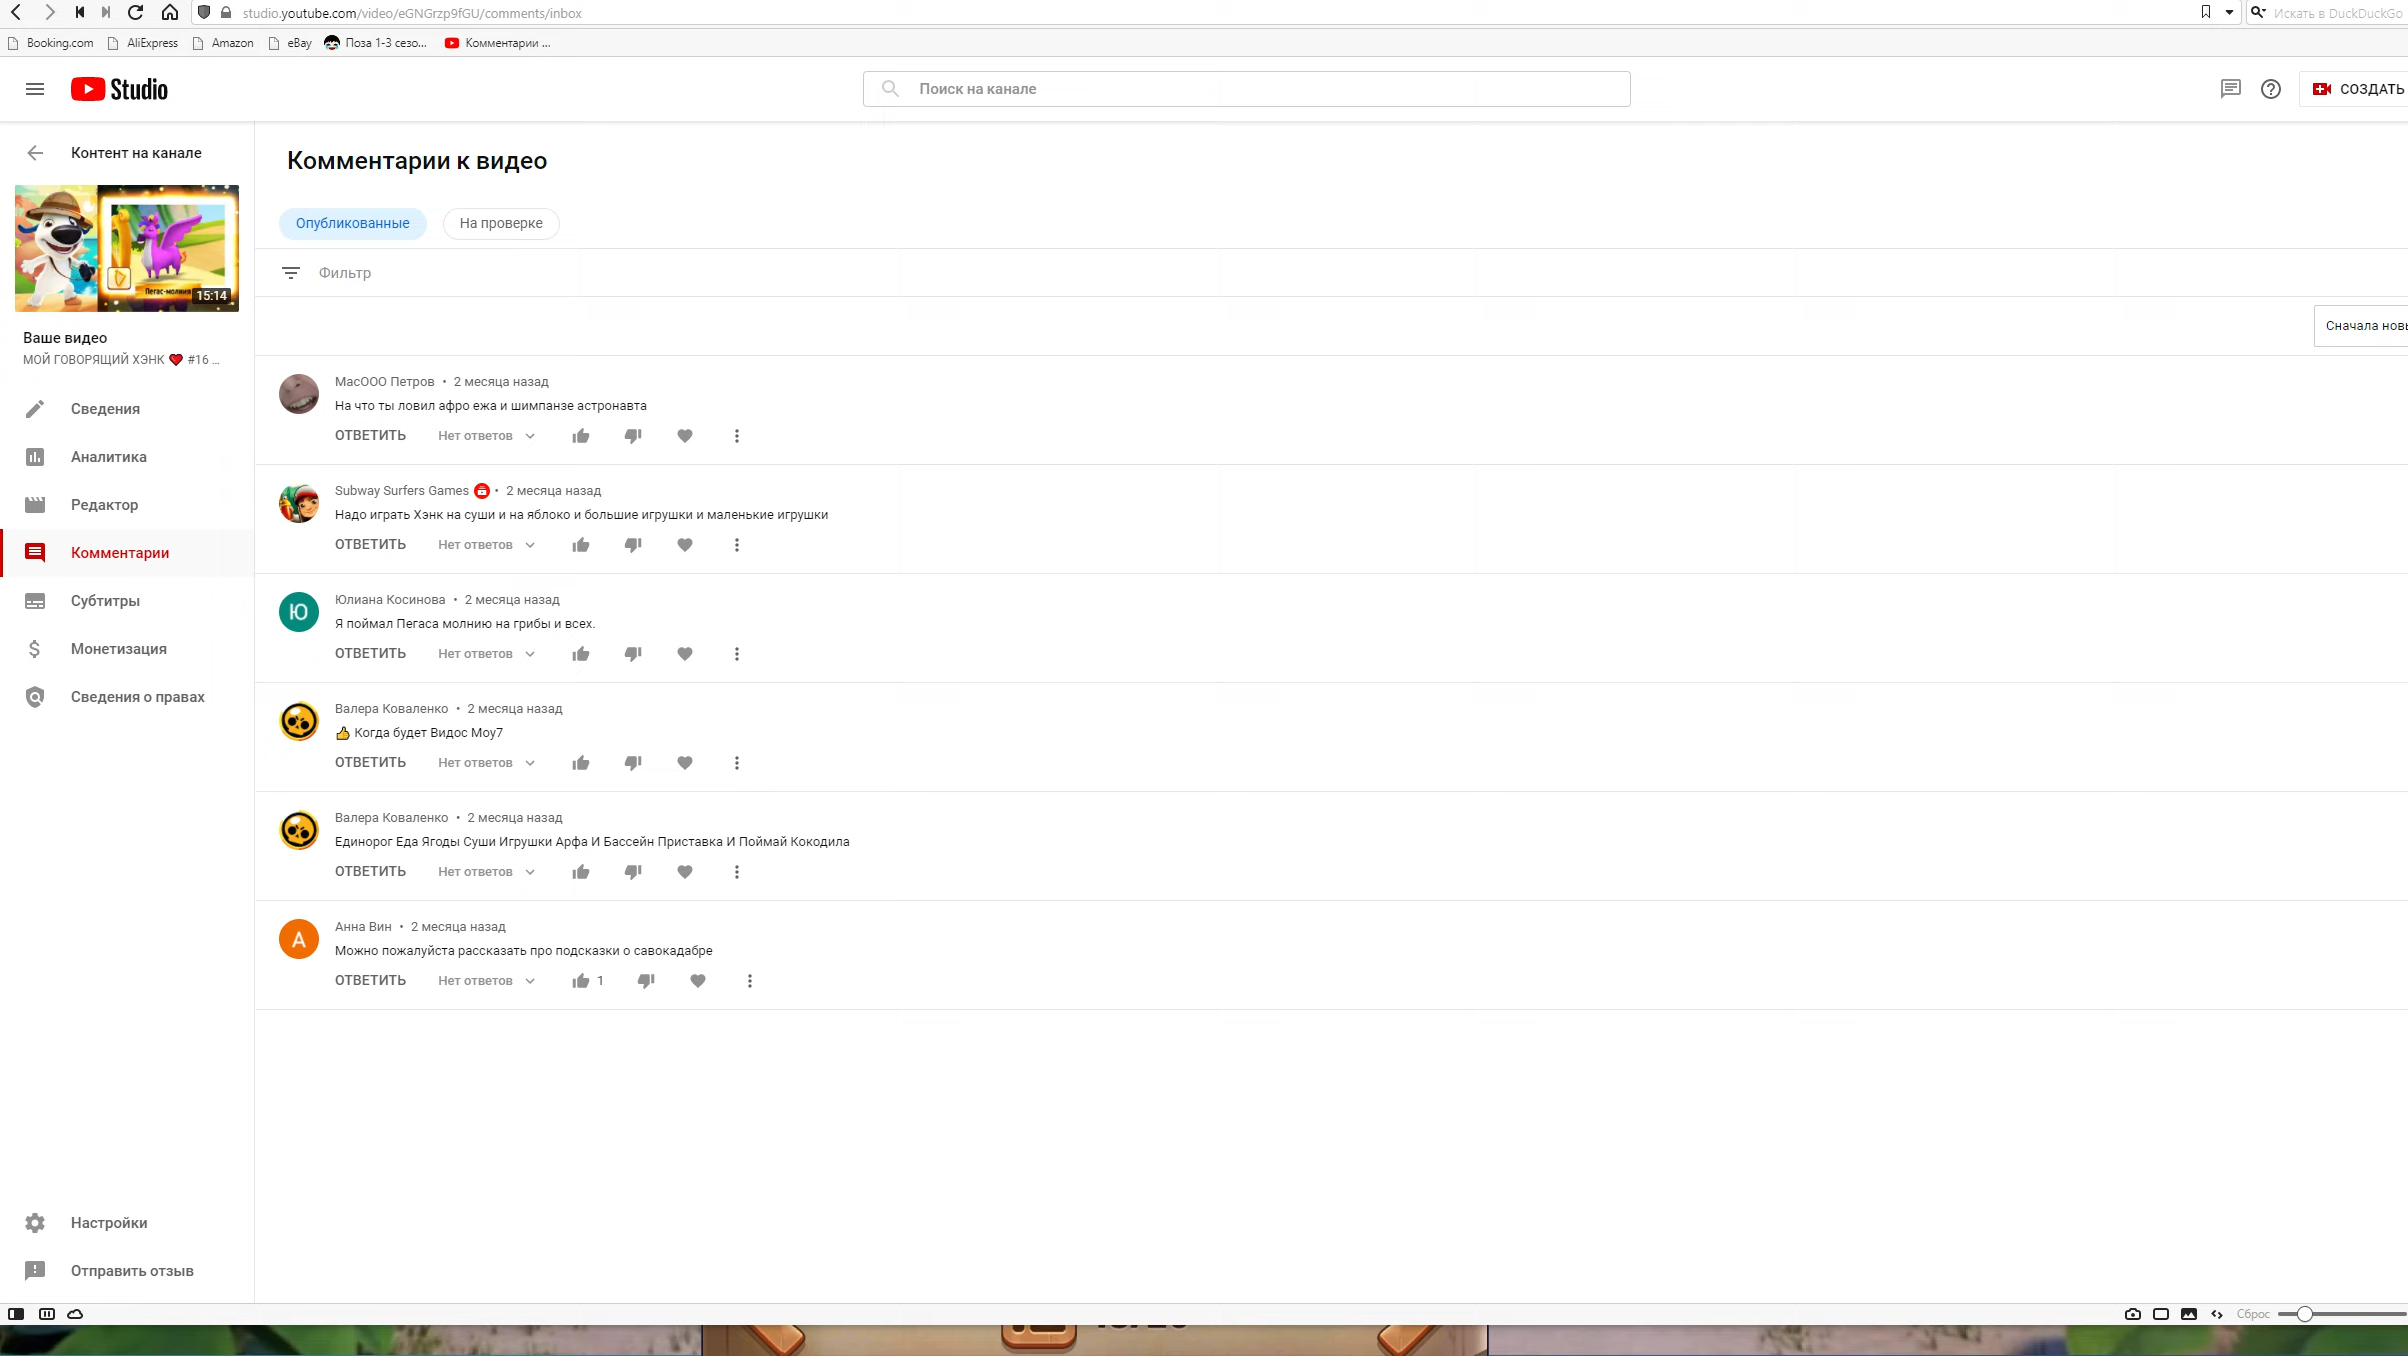 studio.youtube.com/video/eGNGrzp9fGU/comments/inbox
Искать в DuckDuckGo
Booking.com AliExpress Amazon eBay Поза 1-3 сезо... Комментарии ...
Studio
Поиск на канале
СОЗДАТЬ
Контент на канале
15:14
Пегас-молния
Ваше видео
МОЙ ГОВОРЯЩИЙ ХЭНК ❤️ #16 ...
Сведения
Аналитика
Редактор
Комментарии
Субтитры
Монетизация
Сведения о правах
Настройки
Отправить отзыв
Комментарии к видео
Опубликованные На проверке
Фильтр
Сначала новы
МасООО Петров • 2 месяца назад
На что ты ловил афро ежа и шимпанзе астронавта
ОТВЕТИТЬ Нет ответов
Subway Surfers Games • 2 месяца назад
Надо играть Хэнк на суши и на яблоко и большие игрушки и маленькие игрушки
ОТВЕТИТЬ Нет ответов
Ю
Юлиана Косинова • 2 месяца назад
Я поймал Пегаса молнию на грибы и всех.
ОТВЕТИТЬ Нет ответов
Валера Коваленко • 2 месяца назад
👍 Когда будет Видос Моу7
ОТВЕТИТЬ Нет ответов
Валера Коваленко • 2 месяца назад
Единорог Еда Ягоды Суши Игрушки Арфа И Бассейн Приставка И Поймай Кокодила
ОТВЕТИТЬ Нет ответов
А
Анна Вин • 2 месяца назад
Можно пожалуйста рассказать про подсказки о савокадабре
ОТВЕТИТЬ Нет ответов 1
Сброс